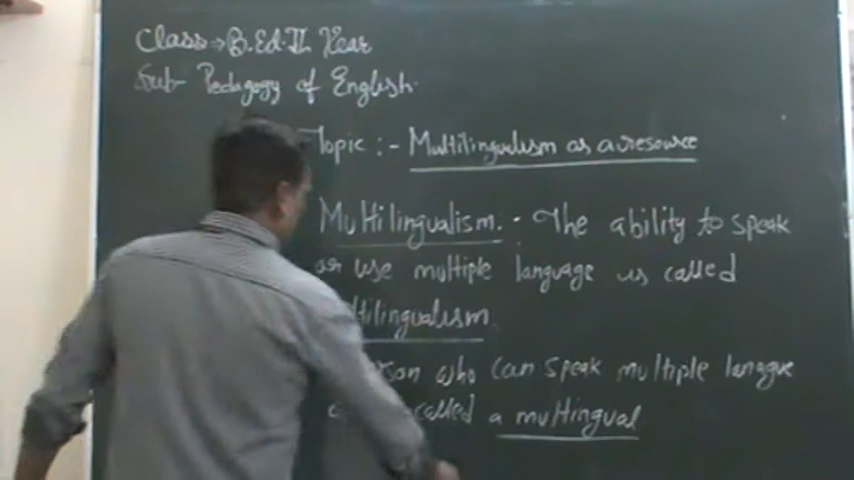 Class → B.Ed. II Year
Sub- Pedagogy of English.
Topic :- Multilingualism as a resource
Multilingualism. . The ability to speak
or use multiple language is called
ltilingualism
rson who can speak multiple langue
called a multingual